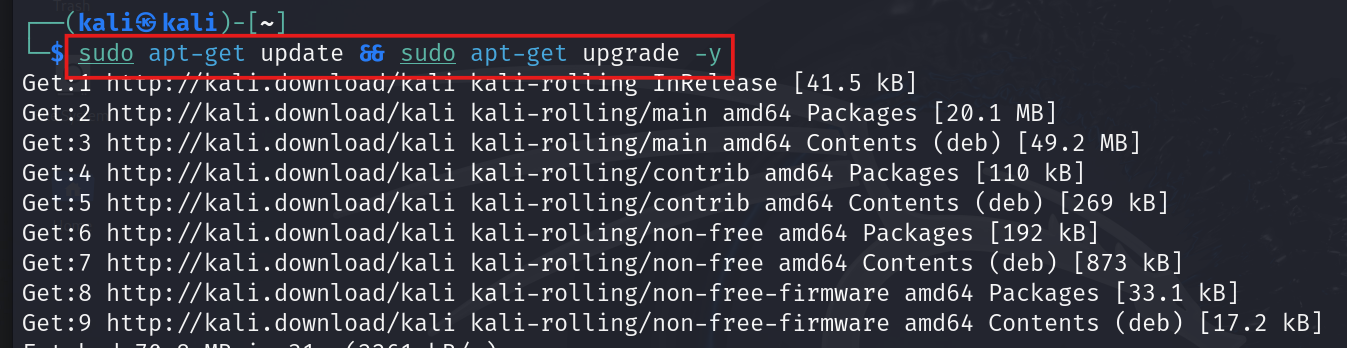 Trash
(kali㉿kali)-[~]
$ sudo apt-get update && sudo apt-get upgrade -y
Get:1 http://kali.download/kali kali-rolling InRelease [41.5 kB]
Get:2 http://kali.download/kali kali-rolling/main amd64 Packages [20.1 MB]
Get:3 http://kali.download/kali kali-rolling/main amd64 Contents (deb) [49.2 MB]
Get:4 http://kali.download/kali kali-rolling/contrib amd64 Packages [110 kB]
Get:5 http://kali.download/kali kali-rolling/contrib amd64 Contents (deb) [269 kB]
Get:6 http://kali.download/kali kali-rolling/non-free amd64 Packages [192 kB]
Get:7 http://kali.download/kali kali-rolling/non-free amd64 Contents (deb) [873 kB]
Get:8 http://kali.download/kali kali-rolling/non-free-firmware amd64 Packages [33.1 kB]
Get:9 http://kali.download/kali kali-rolling/non-free-firmware amd64 Contents (deb) [17.2 kB]